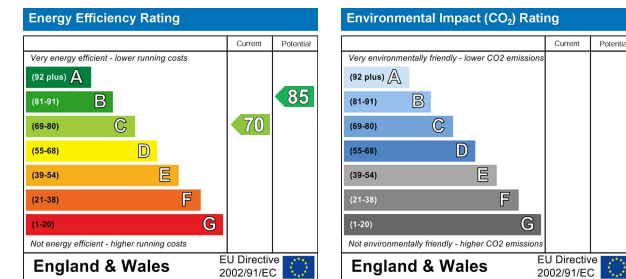 Energy Efficiency Rating
Current Potential
Very energy efficient - lower running costs
(92 plus) A
(81-91) B
85
(69-80) C
70
(55-68) D
(39-54) E
(21-38) F
(1-20) G
Not energy efficient - higher running costs
England & Wales
EU Directive
2002/91/EC
Environmental Impact (CO₂) Rating
Current Potential
Very environmentally friendly - lower CO2 emissions
(92 plus) A
(81-91) B
(69-80) C
(55-68) D
(39-54) E
(21-38) F
(1-20) G
Not environmentally friendly - higher CO2 emissions
England & Wales
EU Directive
2002/91/EC